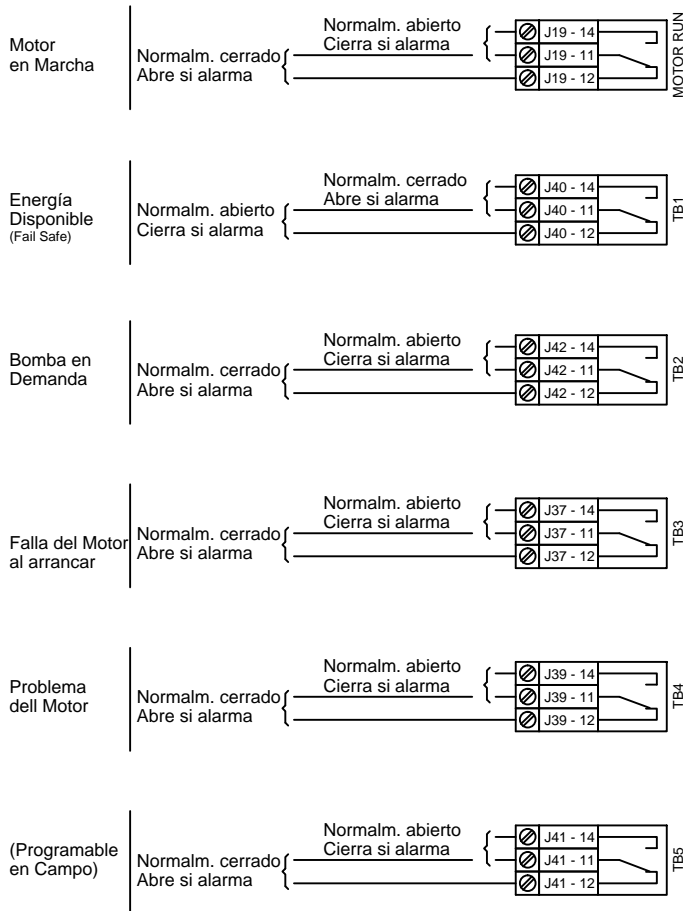 Motor
en Marcha
Normalm. cerrado
Abre si alarma
Normalm. abierto
Cierra si alarma
J19 - 14
J19 - 11
J19 - 12
MOTOR RUN
Energía
Disponible
(Fail Safe)
Normalm. abierto
Cierra si alarma
Normalm. cerrado
Abre si alarma
J40 - 14
J40 - 11
J40 - 12
TB1
Bomba en
Demanda
Normalm. cerrado
Abre si alarma
Normalm. abierto
Cierra si alarma
J42 - 14
J42 - 11
J42 - 12
TB2
Falla del Motor
al arrancar
Normalm. cerrado
Abre si alarma
Normalm. abierto
Cierra si alarma
J37 - 14
J37 - 11
J37 - 12
TB3
Problema
dell Motor
Normalm. cerrado
Abre si alarma
Normalm. abierto
Cierra si alarma
J39 - 14
J39 - 11
J39 - 12
TB4
(Programable
en Campo)
Normalm. cerrado
Abre si alarma
Normalm. abierto
Cierra si alarma
J41 - 14
J41 - 11
J41 - 12
TB5